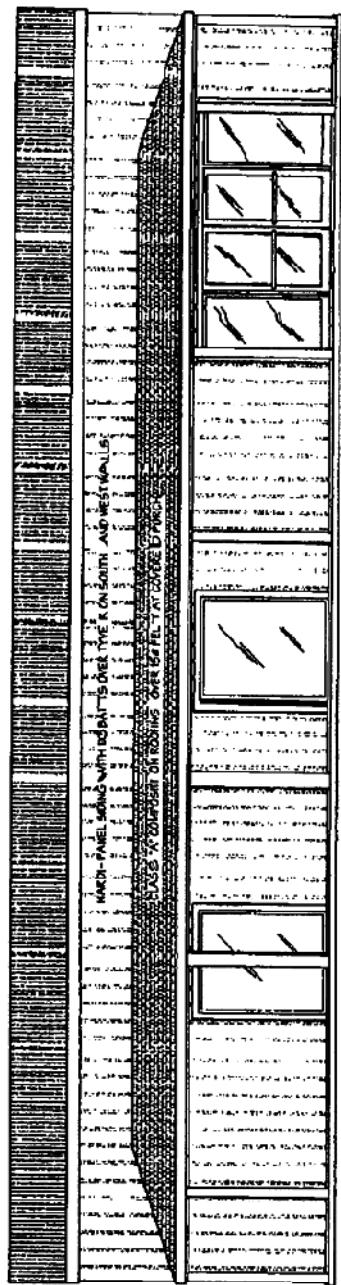 HARDI-PANEL SIDING WITH BATTS OVER TYVEK ON SOUTH AND WEST WALLS
CLASS 'A' COMPOSITION ROOFING OVER 15# FELT AT COVERED PORCH